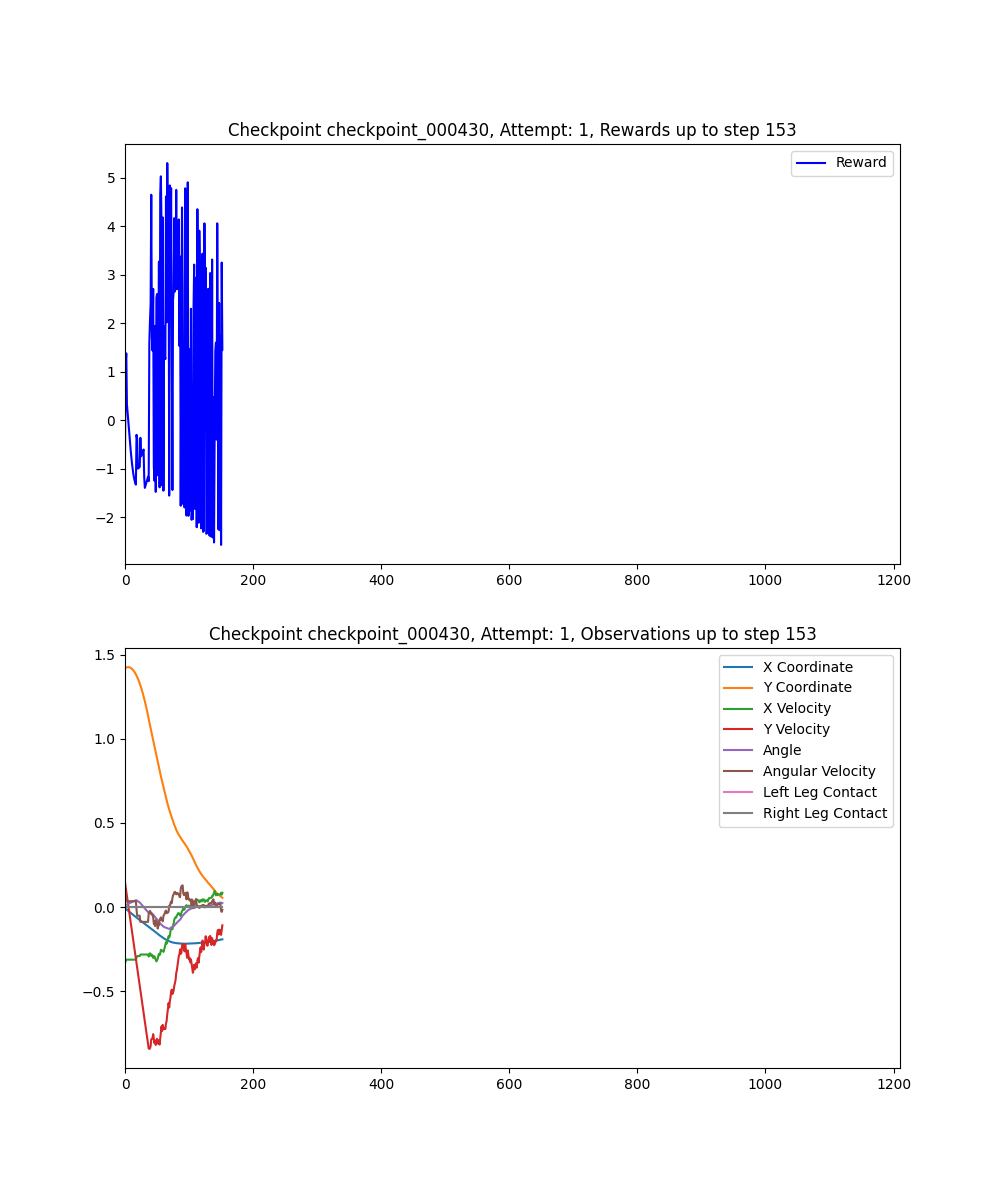 Checkpoint checkpoint_000430, Attempt: 1, Rewards up to step 153
Reward
5
4
3
2
1
0
−1
−2
0 200 400 600 800 1000 1200
Checkpoint checkpoint_000430, Attempt: 1, Observations up to step 153
X Coordinate
Y Coordinate
X Velocity
Y Velocity
Angle
Angular Velocity
Left Leg Contact
Right Leg Contact
1.5
1.0
0.5
0.0
−0.5
0 200 400 600 800 1000 1200